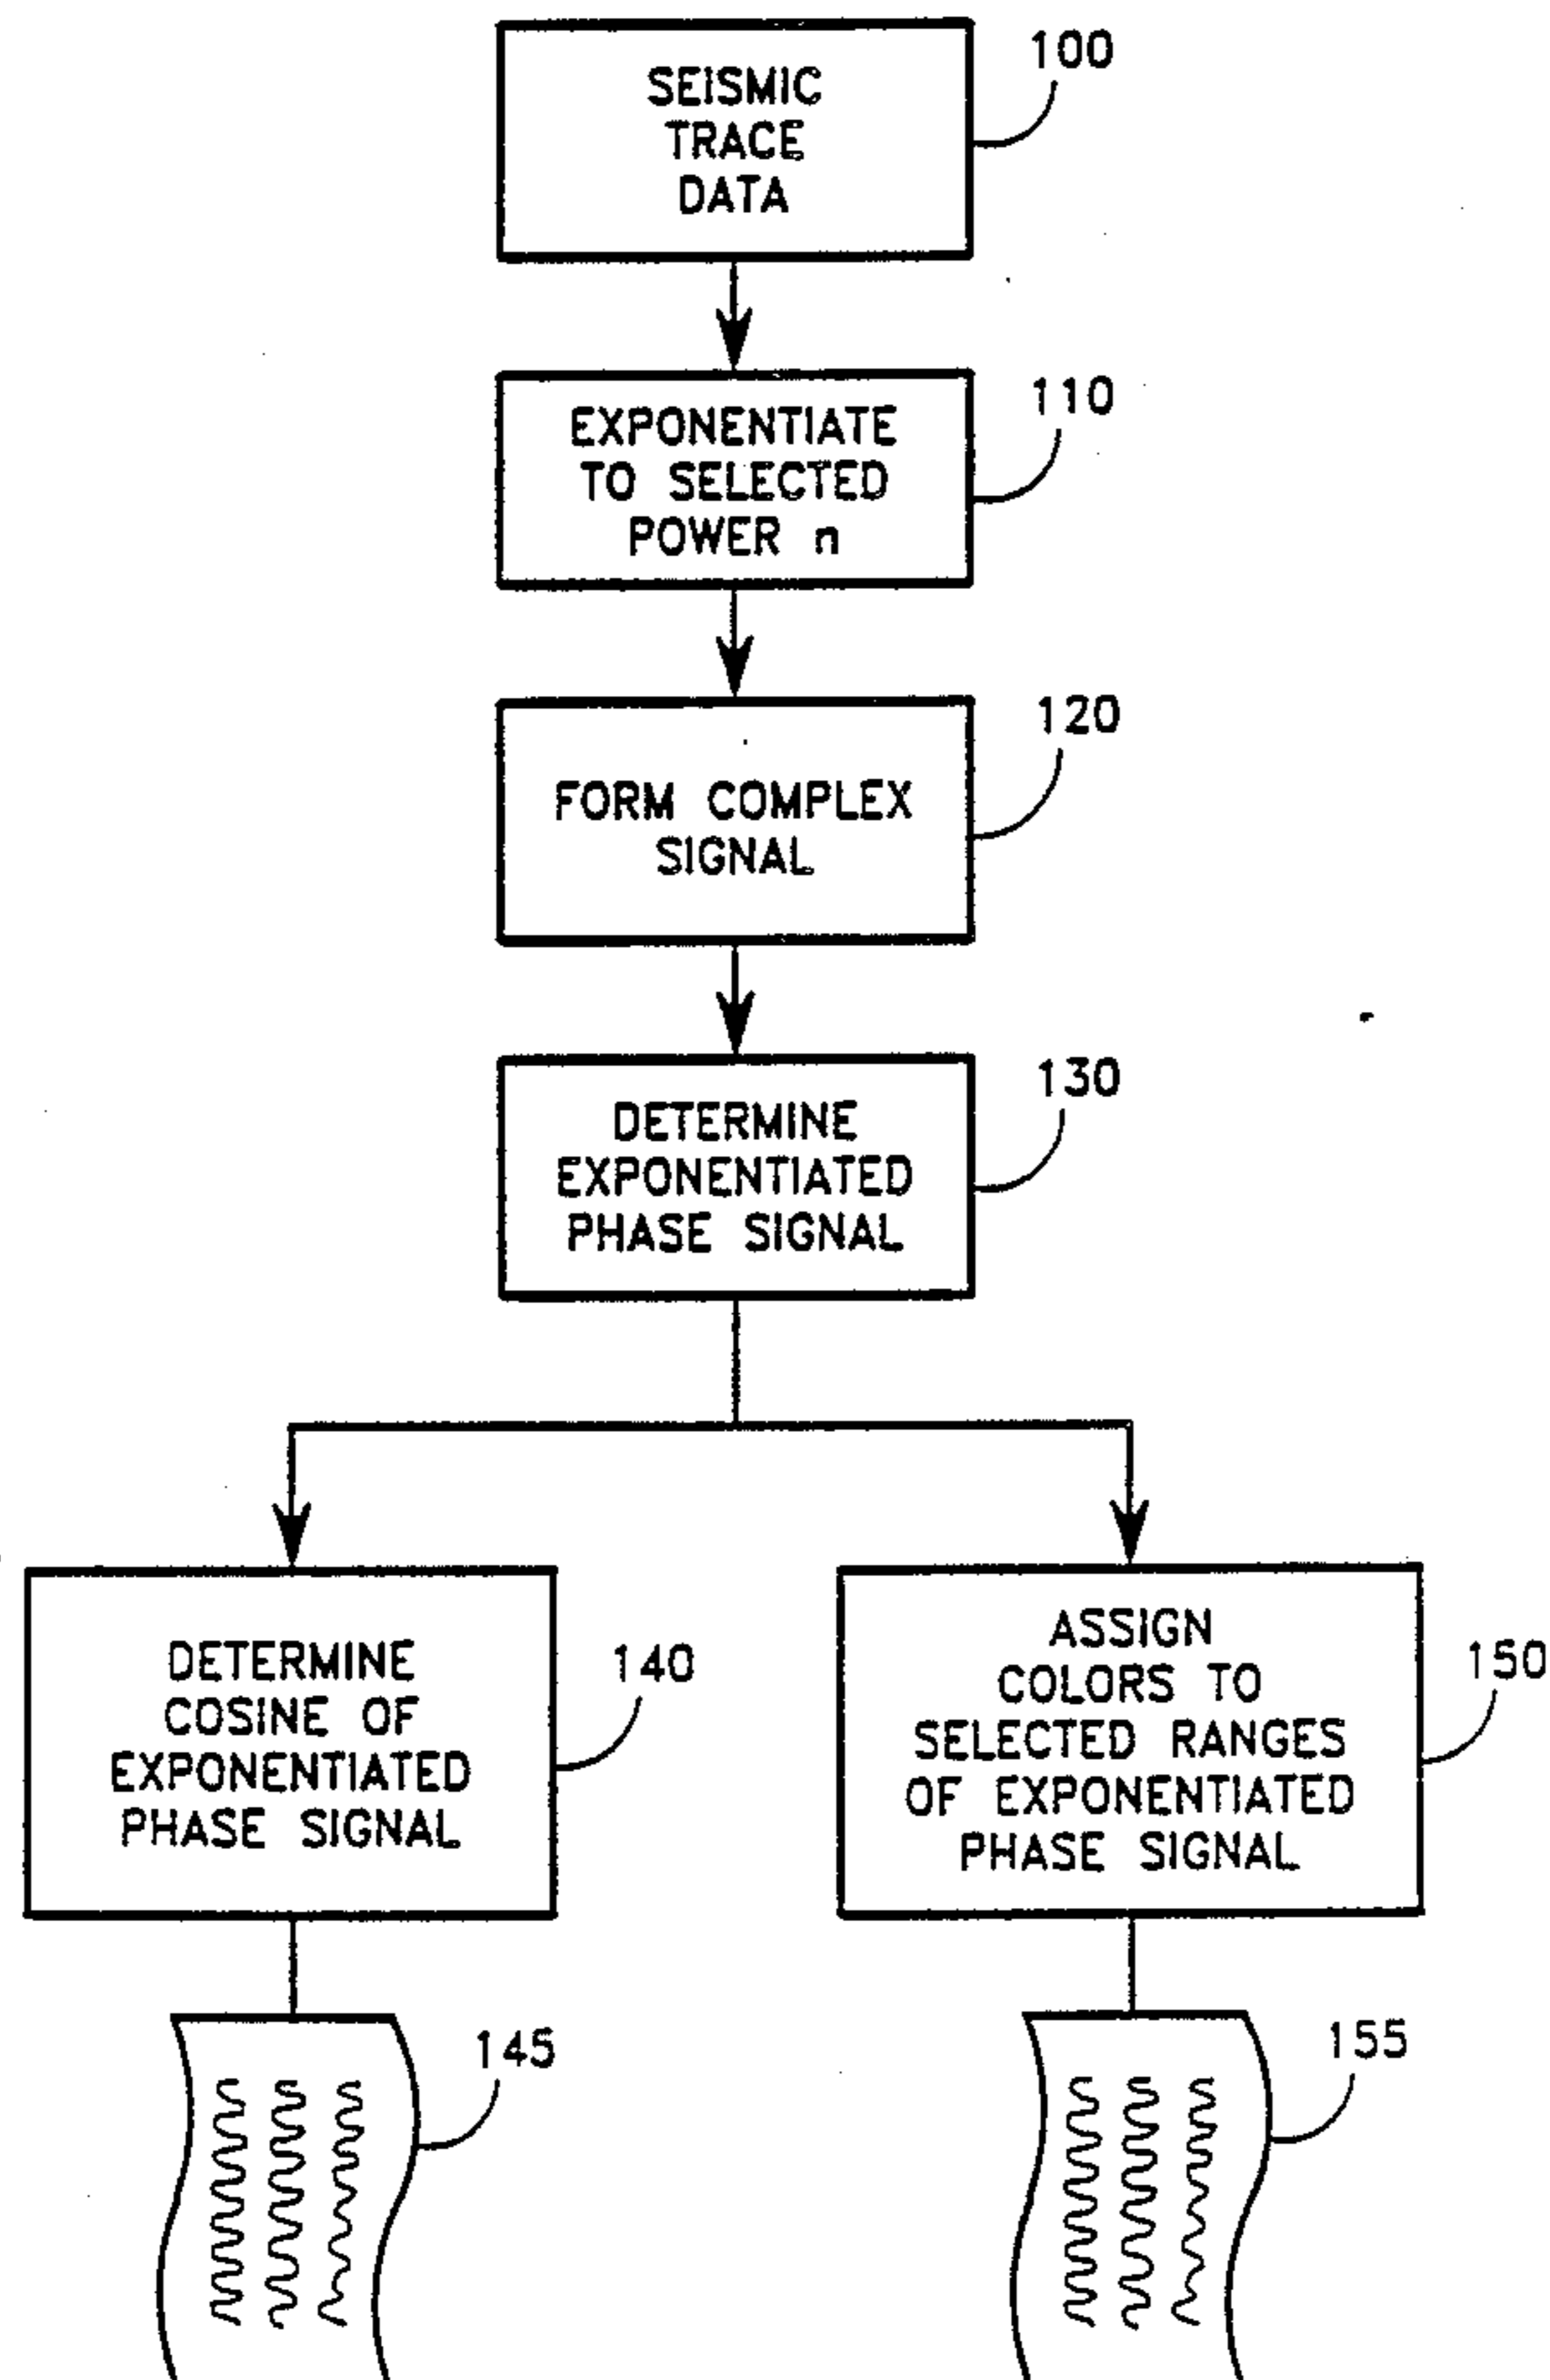 SEISMIC
TRACE
DATA
100
EXPONENTIATE
TO SELECTED
POWER n
110
FORM COMPLEX
SIGNAL
120
DETERMINE
EXPONENTIATED
PHASE SIGNAL
130
DETERMINE
COSINE OF
EXPONENTIATED
PHASE SIGNAL
140
ASSIGN
COLORS TO
SELECTED RANGES
OF EXPONENTIATED
PHASE SIGNAL
150
145
155